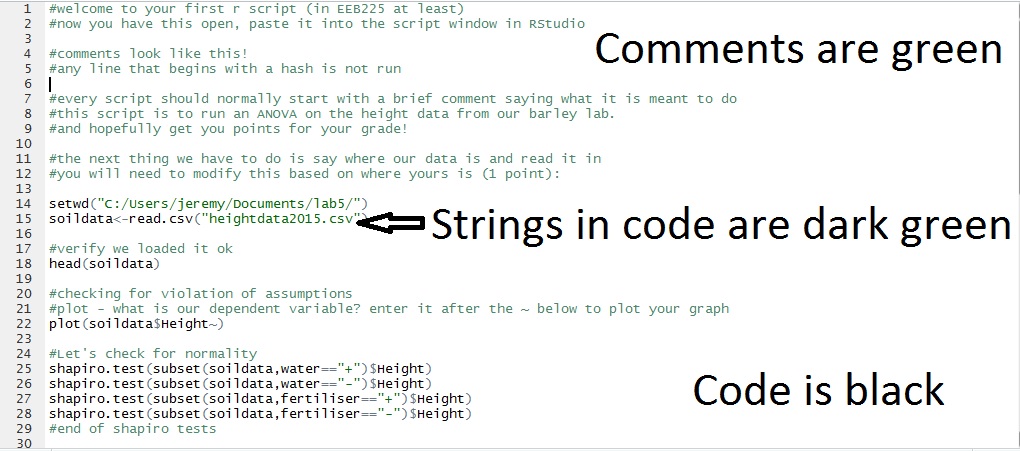 1 #welcome to your first r script (in EEB225 at least)
2 #now you have this open, paste it into the script window in RStudio
3
4 #comments look like this!
5 #any line that begins with a hash is not run
6
7 #every script should normally start with a brief comment saying what it is meant to do
8 #this script is to run an ANOVA on the height data from our barley lab.
9 #and hopefully get you points for your grade!
10
11 #the next thing we have to do is say where our data is and read it in
12 #you will need to modify this based on where yours is (1 point):
13
14 setwd("C:/Users/jeremy/Documents/lab5/")
15 soildata<-read.csv("heightdata2015.csv")
16
17 #verify we loaded it ok
18 head(soildata)
19
20 #checking for violation of assumptions
21 #plot - what is our dependent variable? enter it after the ~ below to plot your graph
22 plot(soildata$Height~)
23
24 #Let's check for normality
25 shapiro.test(subset(soildata,water=="+")$Height)
26 shapiro.test(subset(soildata,water=="-")$Height)
27 shapiro.test(subset(soildata,fertiliser=="+")$Height)
28 shapiro.test(subset(soildata,fertiliser=="-")$Height)
29 #end of shapiro tests
30
Comments are green
Strings in code are dark green
Code is black